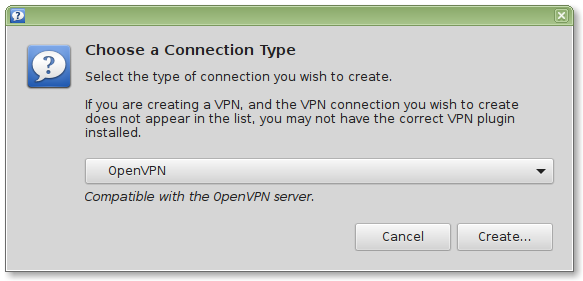 Choose a Connection Type
Select the type of connection you wish to create.
If you are creating a VPN, and the VPN connection you wish to create
does not appear in the list, you may not have the correct VPN plugin
installed.
OpenVPN
Compatible with the OpenVPN server.
Cancel Create...